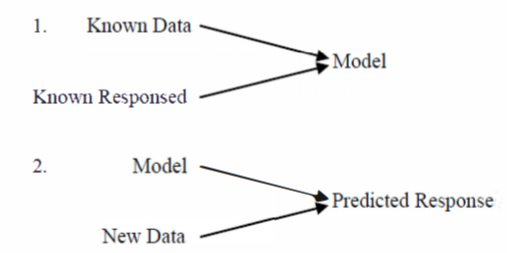 1. Known Data
Model
Known Responsed
2. Model
Predicted Response
New Data